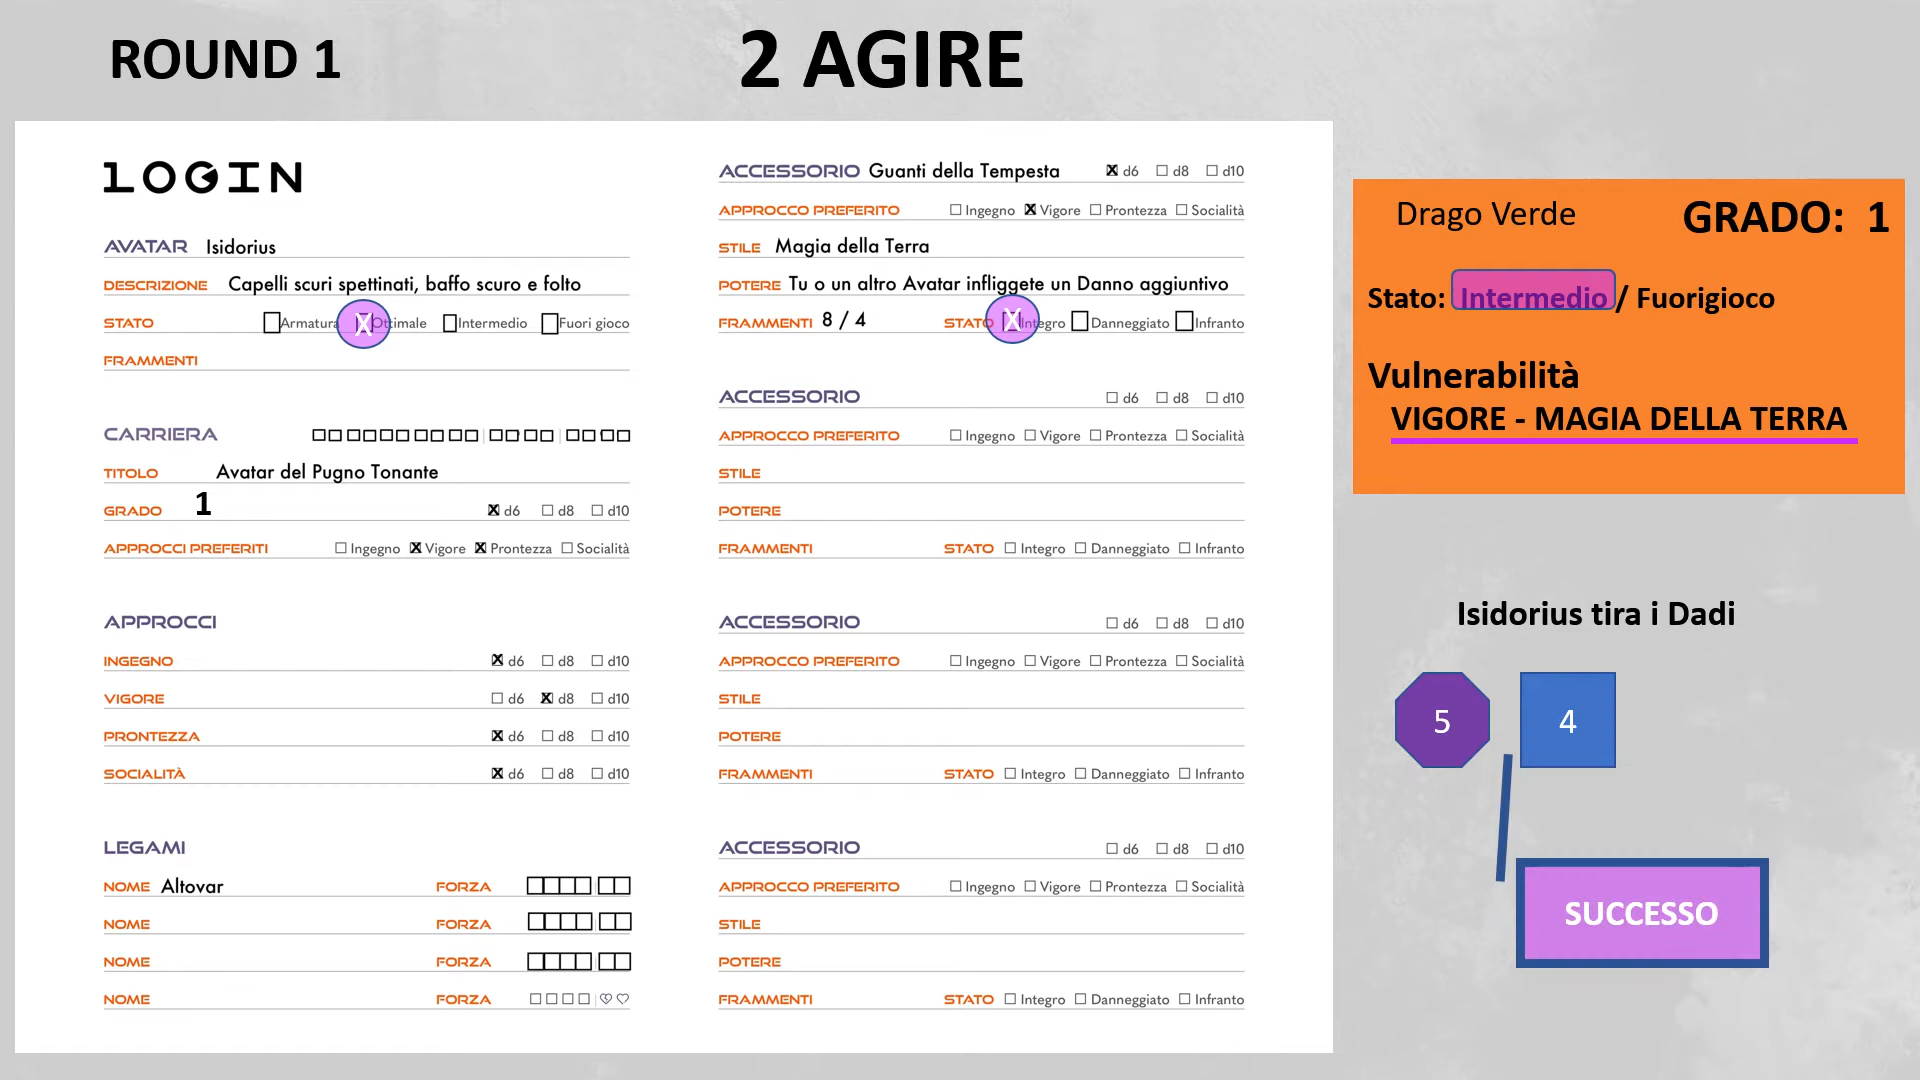 ROUND 1
2 AGIRE
LOGIN
AVATAR Isidorius
DESCRIZIONE Capelli scuri spettinati, baffo scuro e folto
STATO Armatura X Ottimale Intermedio Fuori gioco
FRAMMENTI
CARRIERA
TITOLO Avatar del Pugno Tonante
GRADO 1 X d6 d8 d10
APPROCCI PREFERITI Ingegno X Vigore X Prontezza Socialità
APPROCCI
INGEGNO X d6 d8 d10
VIGORE d6 X d8 d10
PRONTEZZA X d6 d8 d10
SOCIALITÀ X d6 d8 d10
LEGAMI
NOME Altovar FORZA
NOME FORZA
NOME FORZA
NOME FORZA
ACCESSORIO Guanti della Tempesta X d6 d8 d10
APPROCCO PREFERITO Ingegno X Vigore Prontezza Socialità
STILE Magia della Terra
POTERE Tu o un altro Avatar infliggete un Danno aggiuntivo
FRAMMENTI 8 / 4 STATO X Integro Danneggiato Infranto
ACCESSORIO d6 d8 d10
APPROCCO PREFERITO Ingegno Vigore Prontezza Socialità
STILE
POTERE
FRAMMENTI STATO Integro Danneggiato Infranto
ACCESSORIO d6 d8 d10
APPROCCO PREFERITO Ingegno Vigore Prontezza Socialità
STILE
POTERE
FRAMMENTI STATO Integro Danneggiato Infranto
ACCESSORIO d6 d8 d10
APPROCCO PREFERITO Ingegno Vigore Prontezza Socialità
STILE
POTERE
FRAMMENTI STATO Integro Danneggiato Infranto
Drago Verde GRADO: 1
Stato: Intermedio / Fuorigioco
Vulnerabilità
VIGORE - MAGIA DELLA TERRA
Isidorius tira i Dadi
5 4
SUCCESSO